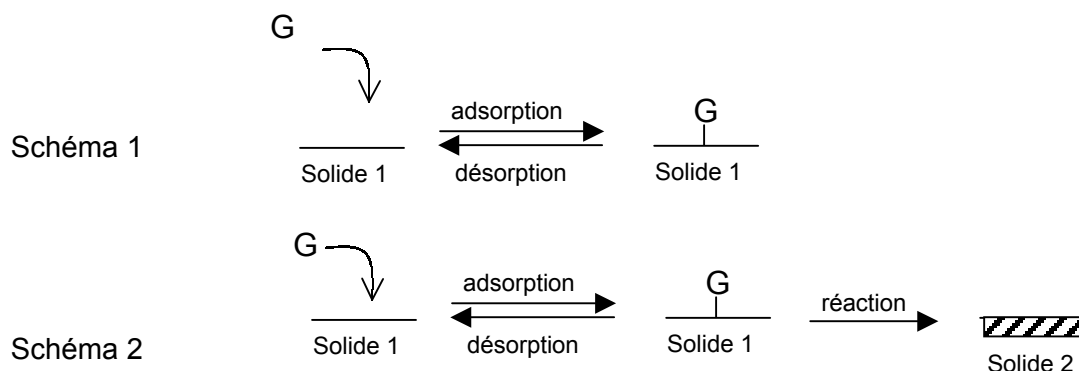 G
G
adsorption
Schéma 1
Solide 1
désorption
Solide 1
G
G
adsorption
réaction
Schéma 2
Solide 1
désorption
Solide 1
Solide 2